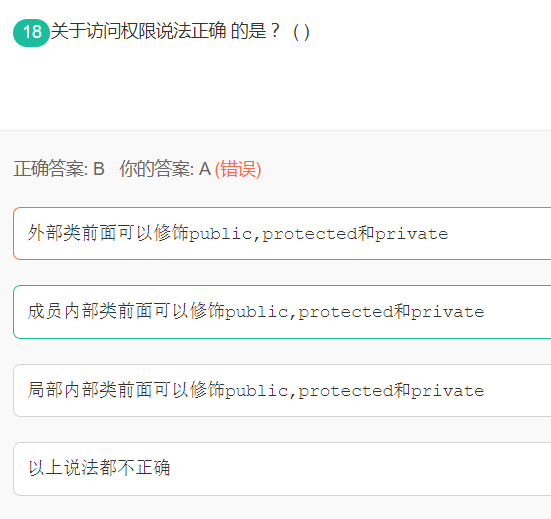 18 关于访问权限说法正确 的是？ ( )
正确答案: B 你的答案: A (错误)
外部类前面可以修饰public,protected和private
成员内部类前面可以修饰public,protected和private
局部内部类前面可以修饰public,protected和private
以上说法都不正确